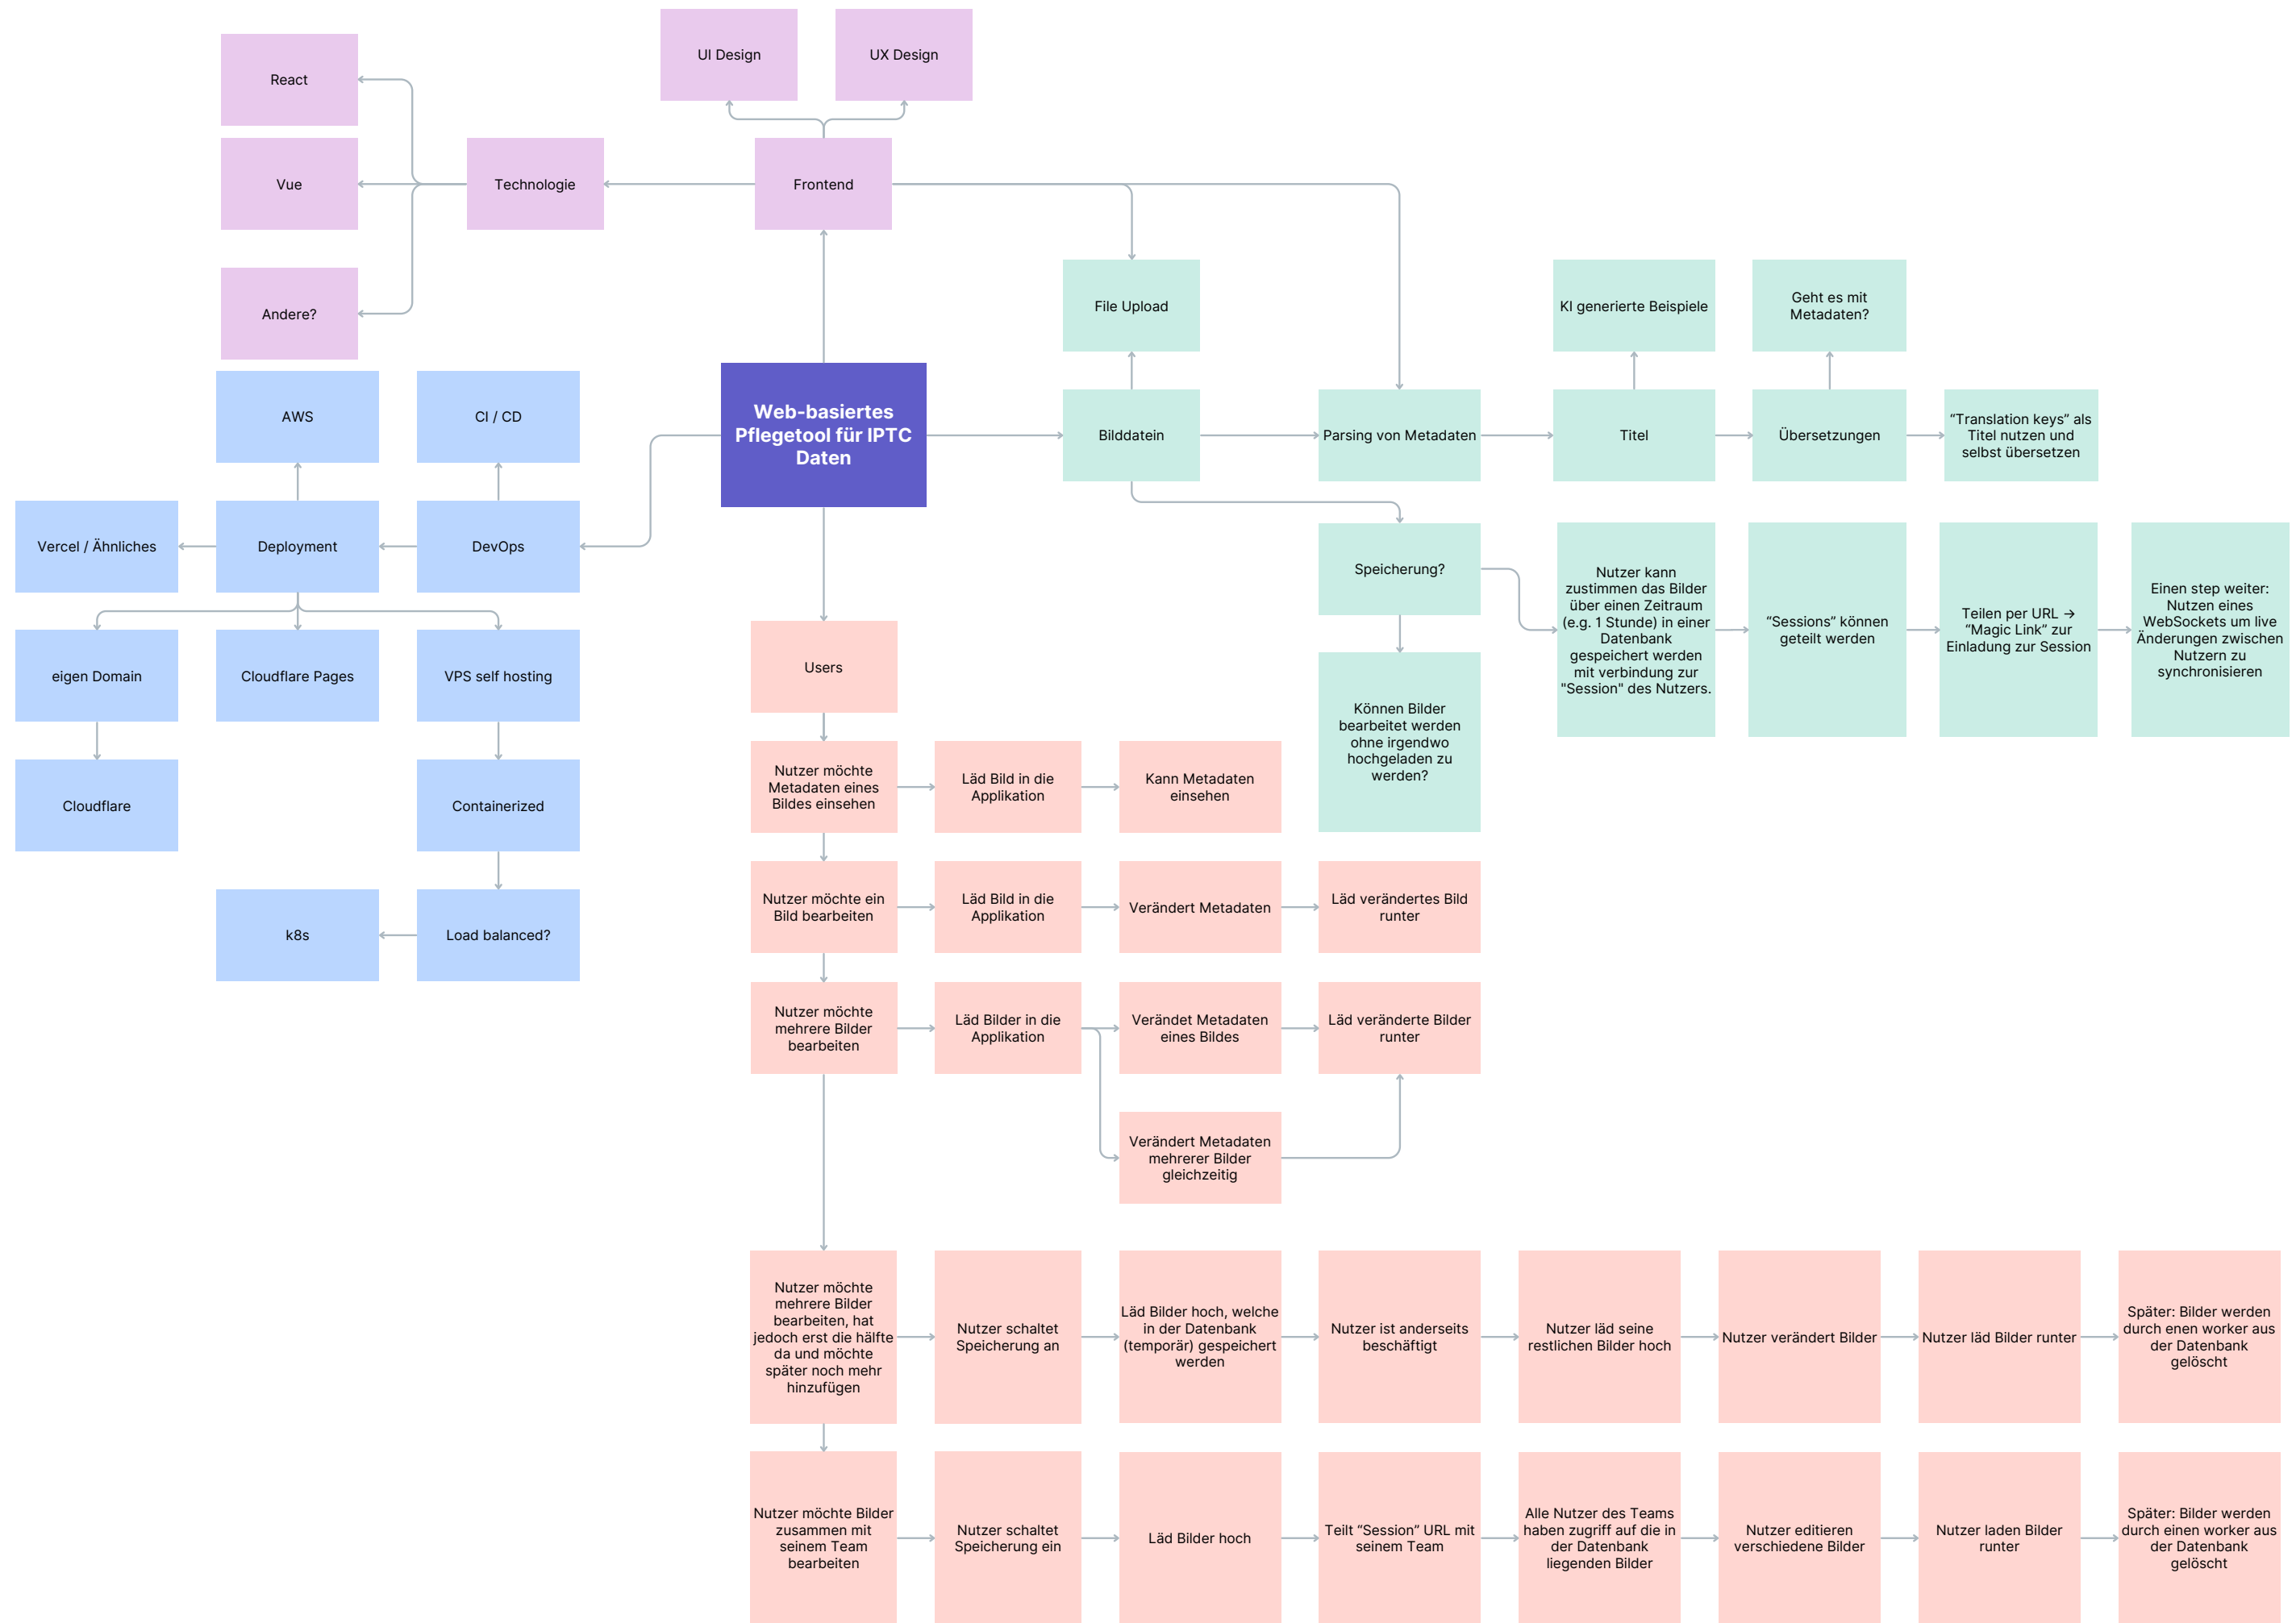 UI Design
UX Design
React
Vue
Technologie
Frontend
Andere?
File Upload
KI generierte Beispiele
Geht es mit
Metadaten?
AWS
CI / CD
Web-basiertes
Pflegetool für IPTC
Daten
Bilddatein
Parsing von Metadaten
Titel
Übersetzungen
“Translation keys” als
Titel nutzen und
selbst übersetzen
Vercel / Ähnliches
Deployment
DevOps
Speicherung?
Nutzer kann
zustimmen das Bilder
über einen Zeitraum
(e.g. 1 Stunde) in einer
Datenbank
gespeichert werden
mit verbindung zur
"Session" des Nutzers.
“Sessions” können
geteilt werden
Teilen per URL →
“Magic Link” zur
Einladung zur Session
Einen step weiter:
Nutzen eines
WebSockets um live
Änderungen zwischen
Nutzern zu
synchronisieren
eigen Domain
Cloudflare Pages
VPS self hosting
Users
Können Bilder
bearbeitet werden
ohne irgendwo
hochgeladen zu
werden?
Cloudflare
Containerized
Nutzer möchte
Metadaten eines
Bildes einsehen
Läd Bild in die
Applikation
Kann Metadaten
einsehen
k8s
Load balanced?
Nutzer möchte ein
Bild bearbeiten
Läd Bild in die
Applikation
Verändert Metadaten
Läd verändertes Bild
runter
Nutzer möchte
mehrere Bilder
bearbeiten
Läd Bilder in die
Applikation
Verändet Metadaten
eines Bildes
Läd veränderte Bilder
runter
Verändert Metadaten
mehrerer Bilder
gleichzeitig
Nutzer möchte
mehrere Bilder
bearbeiten, hat
jedoch erst die hälfte
da und möchte
später noch mehr
hinzufügen
Nutzer schaltet
Speicherung an
Läd Bilder hoch, welche
in der Datenbank
(temporär) gespeichert
werden
Nutzer ist anderseits
beschäftigt
Nutzer läd seine
restlichen Bilder hoch
Nutzer verändert Bilder
Nutzer läd Bilder runter
Später: Bilder werden
durch enen worker aus
der Datenbank
gelöscht
Nutzer möchte Bilder
zusammen mit
seinem Team
bearbeiten
Nutzer schaltet
Speicherung ein
Läd Bilder hoch
Teilt “Session” URL mit
seinem Team
Alle Nutzer des Teams
haben zugriff auf die in
der Datenbank
liegenden Bilder
Nutzer editieren
verschiedene Bilder
Nutzer laden Bilder
runter
Später: Bilder werden
durch einen worker aus
der Datenbank
gelöscht